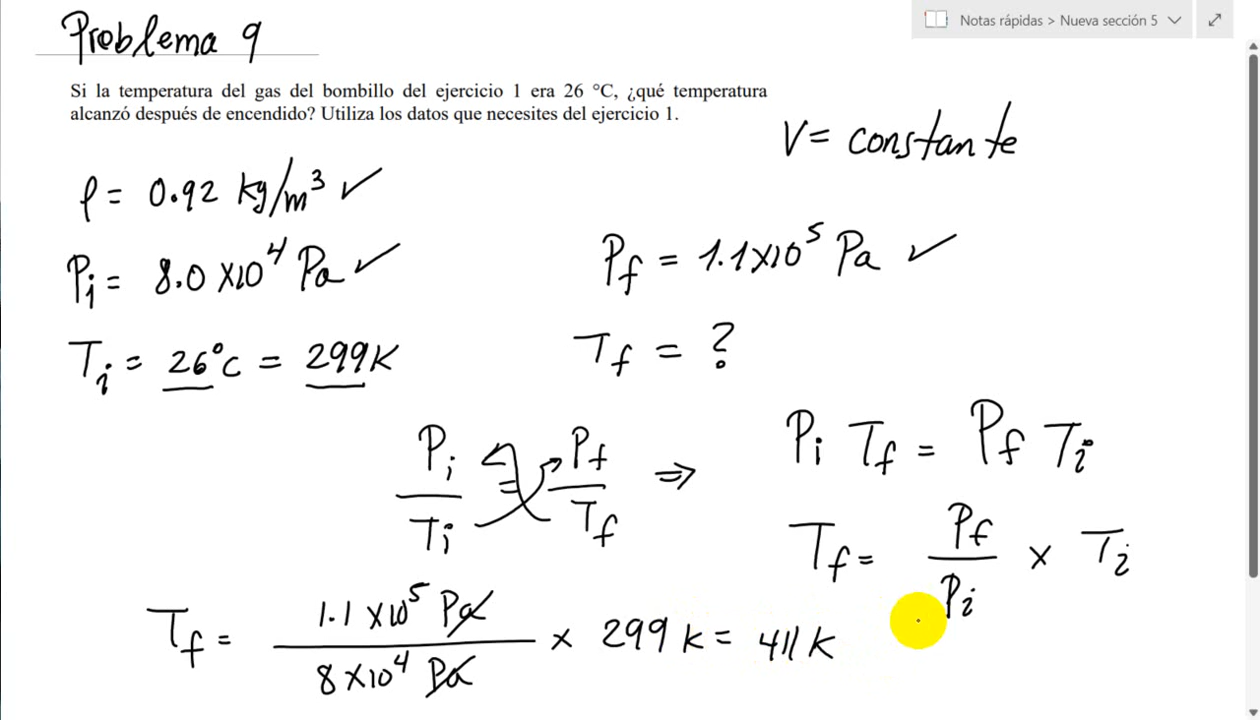 Notas rápidas > Nueva sección 5
Problema 9
Si la temperatura del gas del bombillo del ejercicio 1 era 26 °C, ¿qué temperatura
alcanzó después de encendido? Utiliza los datos que necesites del ejercicio 1.
V = constante
ρ = 0.92 kg/m³ ✓
Pi = 8.0 x10⁴ Pa ✓
Pf = 1.1x10⁵ Pa ✓
Ti = 26°C = 299K
Tf = ?
Pi/Ti = Pf/Tf ⇒ Pi Tf = Pf Ti
Tf = Pf/Pi x Ti
Tf = 1.1 x10⁵ Pa / 8 x10⁴ Pa x 299 K = 411 K